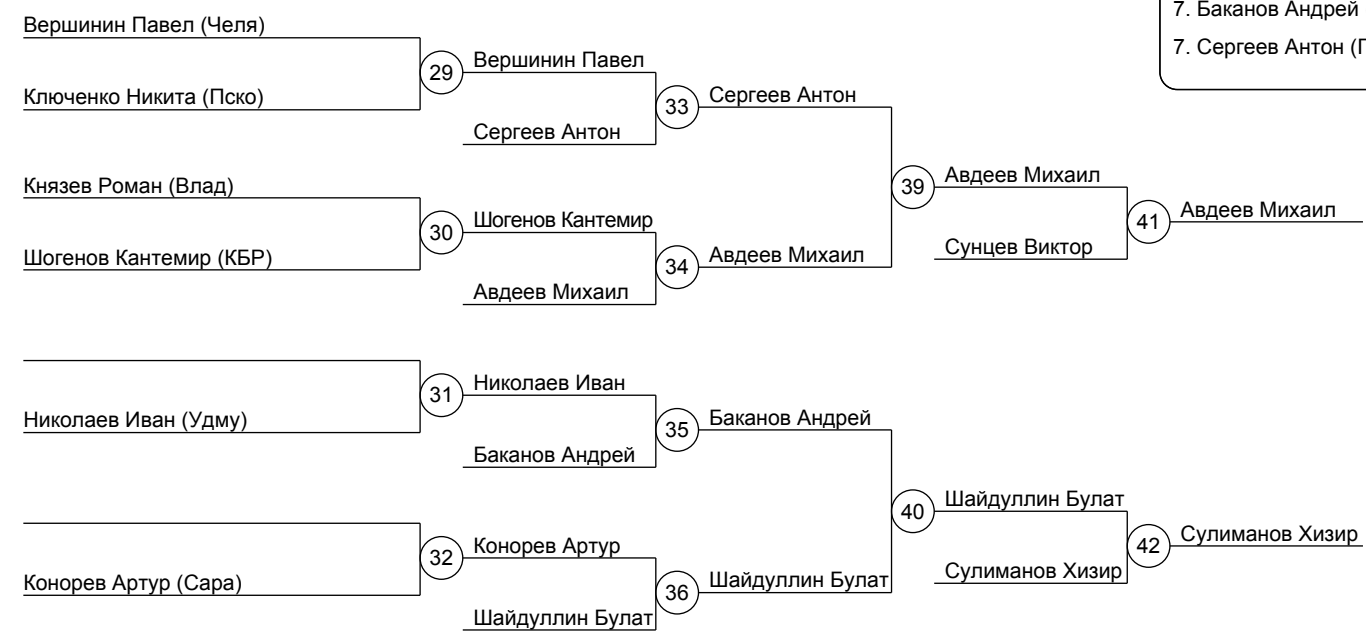 7. Баканов Андрей
7. Сергеев Антон
Вершинин Павел (Челя)
29
Вершинин Павел
Ключенко Никита (Пско)
33
Сергеев Антон
Сергеев Антон
Князев Роман (Влад)
30
Шогенов Кантемир
Шогенов Кантемир (КБР)
34
Авдеев Михаил
Авдеев Михаил
39
Авдеев Михаил
Сунцев Виктор
41
Авдеев Михаил
31
Николаев Иван
Николаев Иван (Удму)
35
Баканов Андрей
Баканов Андрей
32
Конорев Артур
Конорев Артур (Сара)
36
Шайдуллин Булат
Шайдуллин Булат
40
Шайдуллин Булат
Сулиманов Хизир
42
Сулиманов Хизир